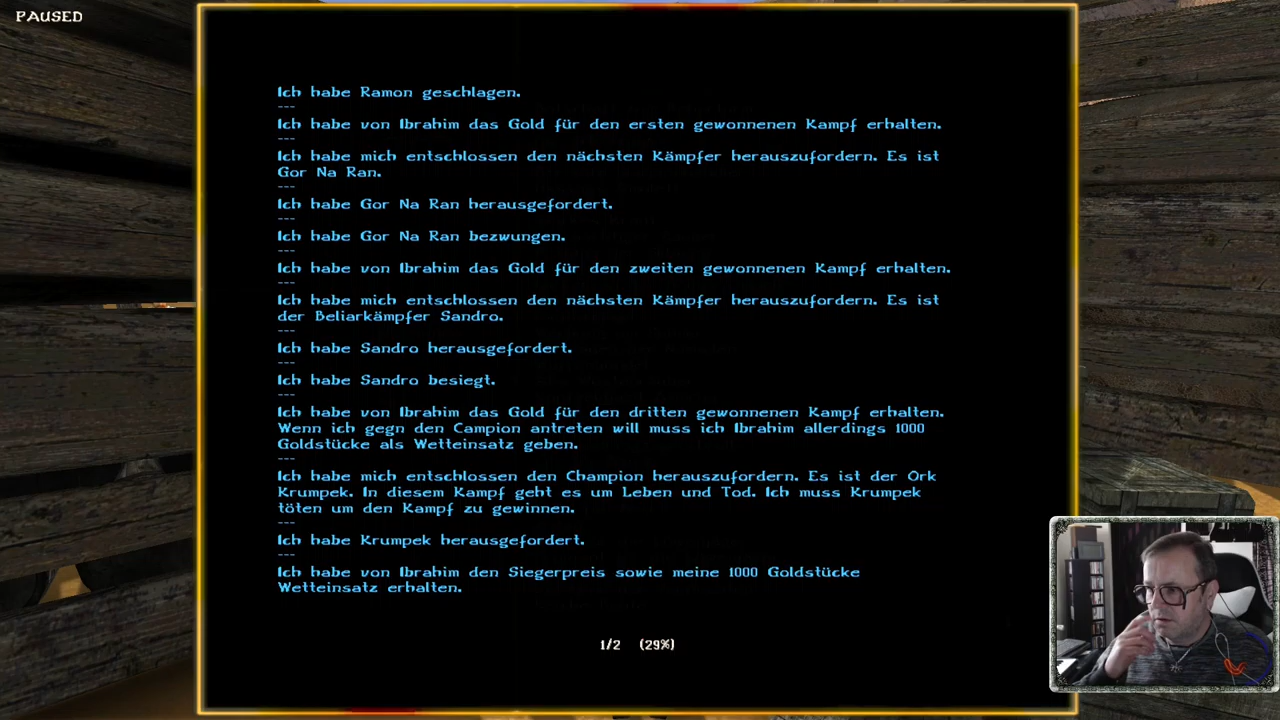 PAUSED
Ich habe Ramon geschlagen.
---
Ich habe von Ibrahim das Gold für den ersten gewonnenen Kampf erhalten.
---
Ich habe mich entschlossen den nächsten Kämpfer herauszufordern. Es ist
Gor Na Ran.
---
Ich habe Gor Na Ran herausgefordert.
---
Ich habe Gor Na Ran bezwungen.
---
Ich habe von Ibrahim das Gold für den zweiten gewonnenen Kampf erhalten.
---
Ich habe mich entschlossen den nächsten Kämpfer herauszufordern. Es ist
der Beliarkämpfer Sandro.
---
Ich habe Sandro herausgefordert.
---
Ich habe Sandro besiegt.
---
Ich habe von Ibrahim das Gold für den dritten gewonnenen Kampf erhalten.
Wenn ich gegn den Campion antreten will muss ich Ibrahim allerdings 1000
Goldstücke als Wetteinsatz geben.
---
Ich habe mich entschlossen den Champion herauszufordern. Es ist der Ork
Krumpek. In diesem Kampf geht es um Leben und Tod. Ich muss Krumpek
töten um den Kampf zu gewinnen.
---
Ich habe Krumpek herausgefordert.
---
Ich habe von Ibrahim den Siegerpreis sowie meine 1000 Goldstücke
Wetteinsatz erhalten.
1/2 (29%)